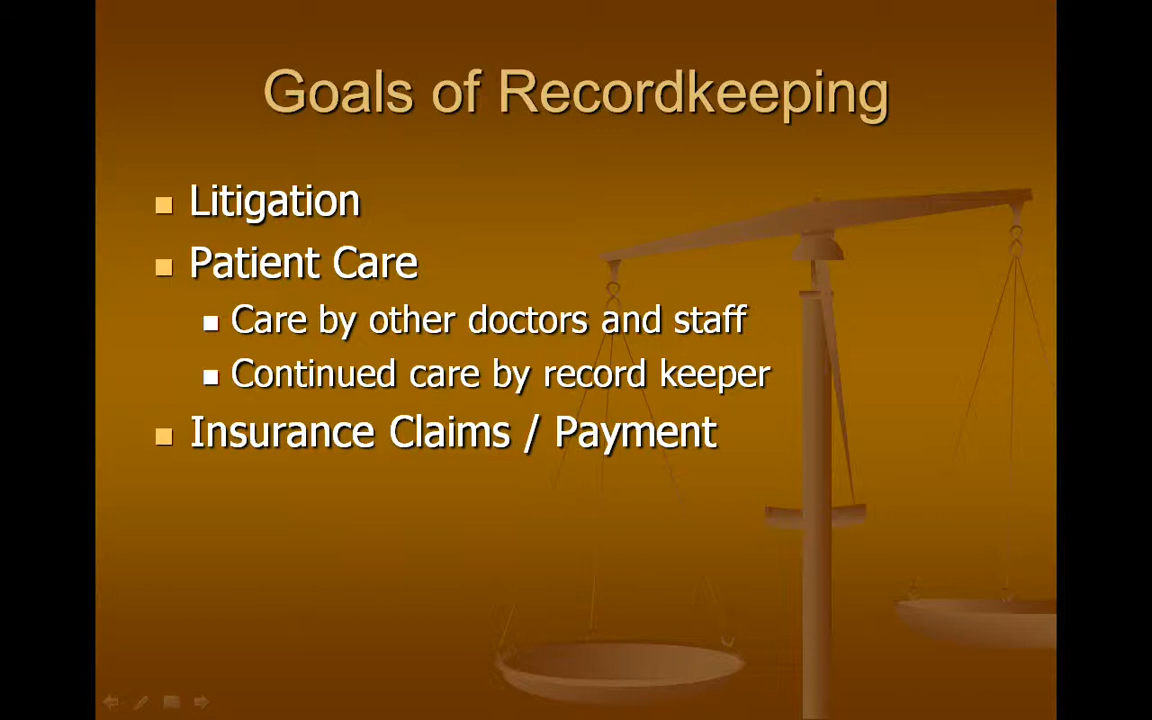 Goals of Recordkeeping
Litigation
Patient Care
Care by other doctors and staff
Continued care by record keeper
Insurance Claims / Payment